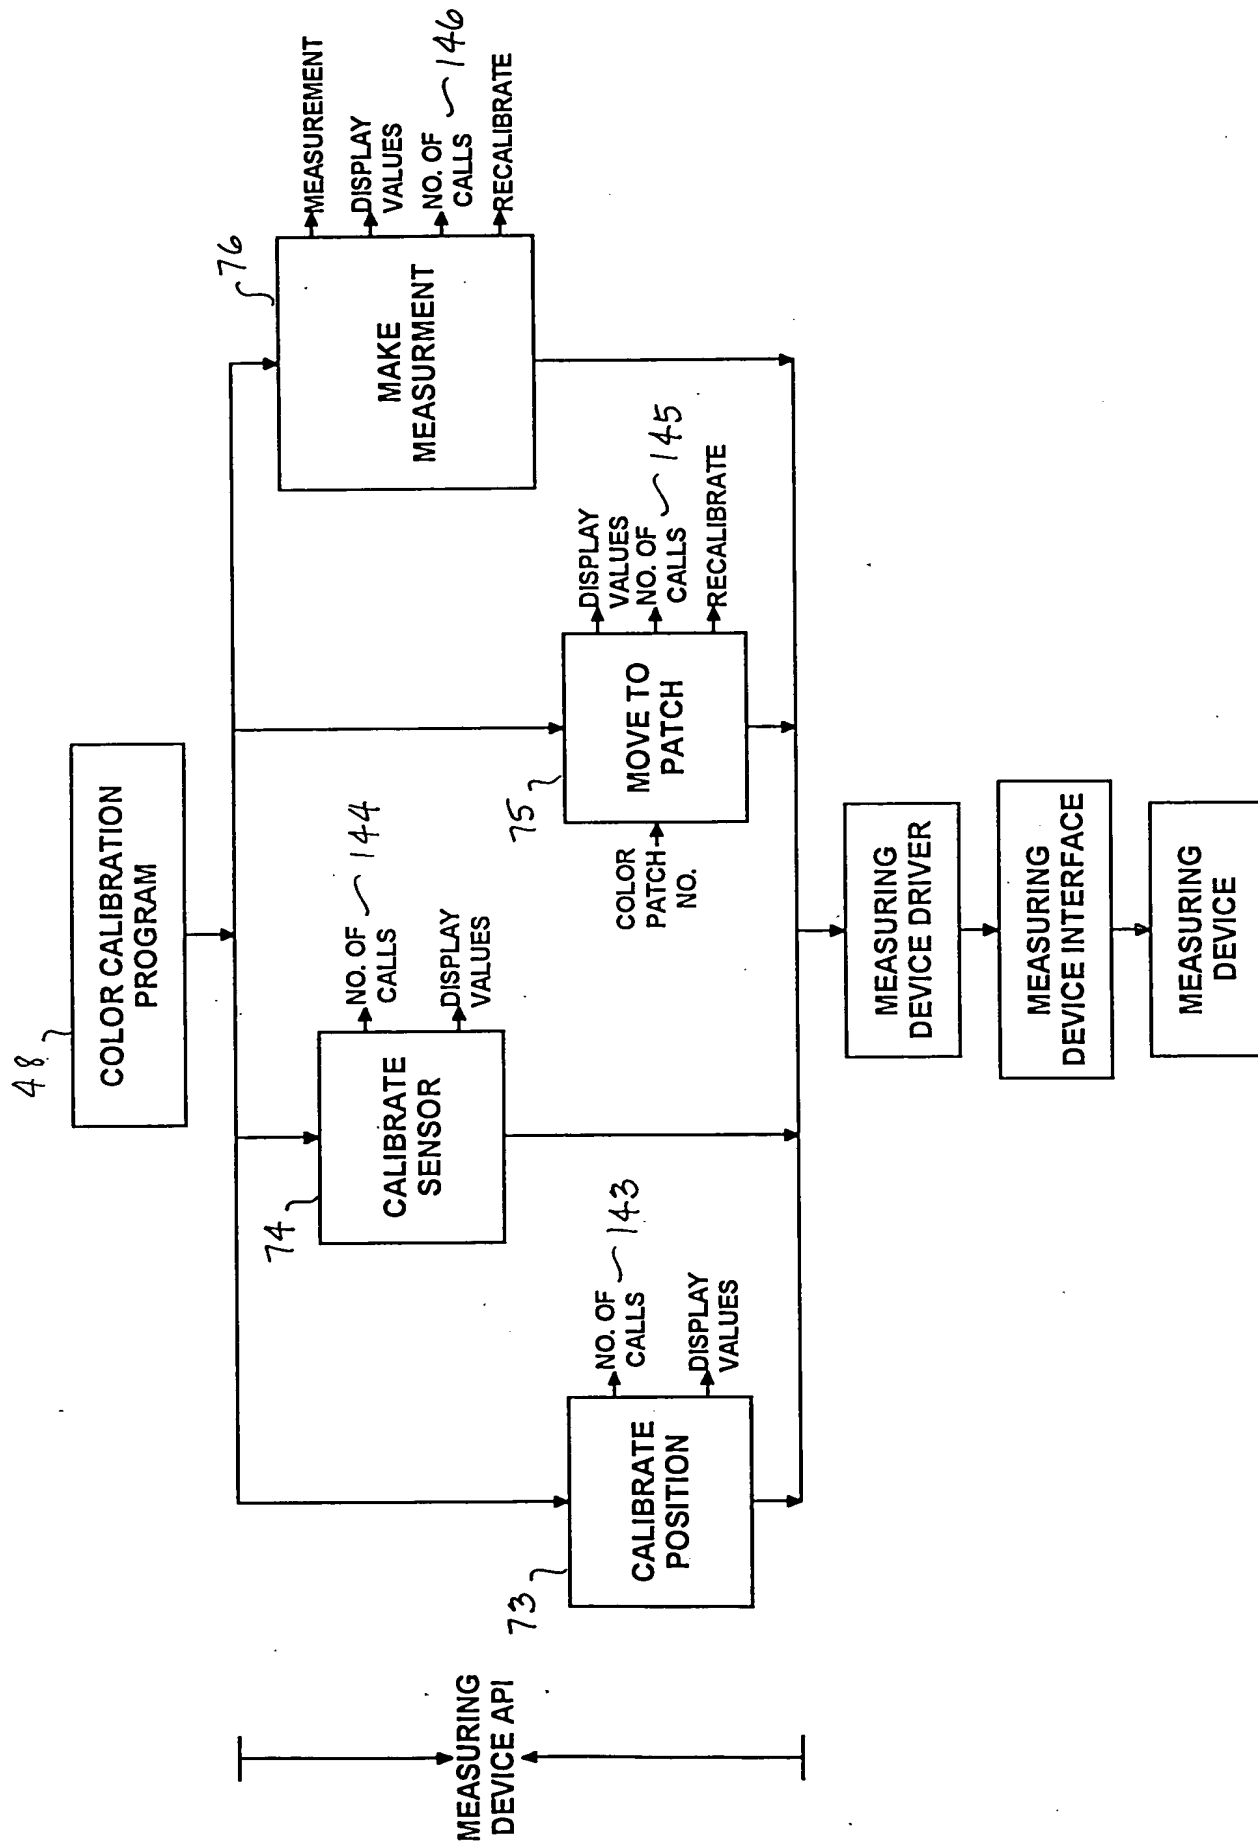 48
COLOR CALIBRATION
PROGRAM
74
CALIBRATE
SENSOR
NO. OF
CALLS
144
DISPLAY
VALUES
76
MAKE
MEASURMENT
MEASUREMENT
DISPLAY
VALUES
NO. OF
CALLS
146
RECALIBRATE
73
CALIBRATE
POSITION
NO. OF
CALLS
143
DISPLAY
VALUES
75
COLOR
PATCH
NO.
MOVE TO
PATCH
DISPLAY
VALUES
NO. OF
CALLS
145
RECALIBRATE
MEASURING
DEVICE API
MEASURING
DEVICE DRIVER
MEASURING
DEVICE INTERFACE
MEASURING
DEVICE